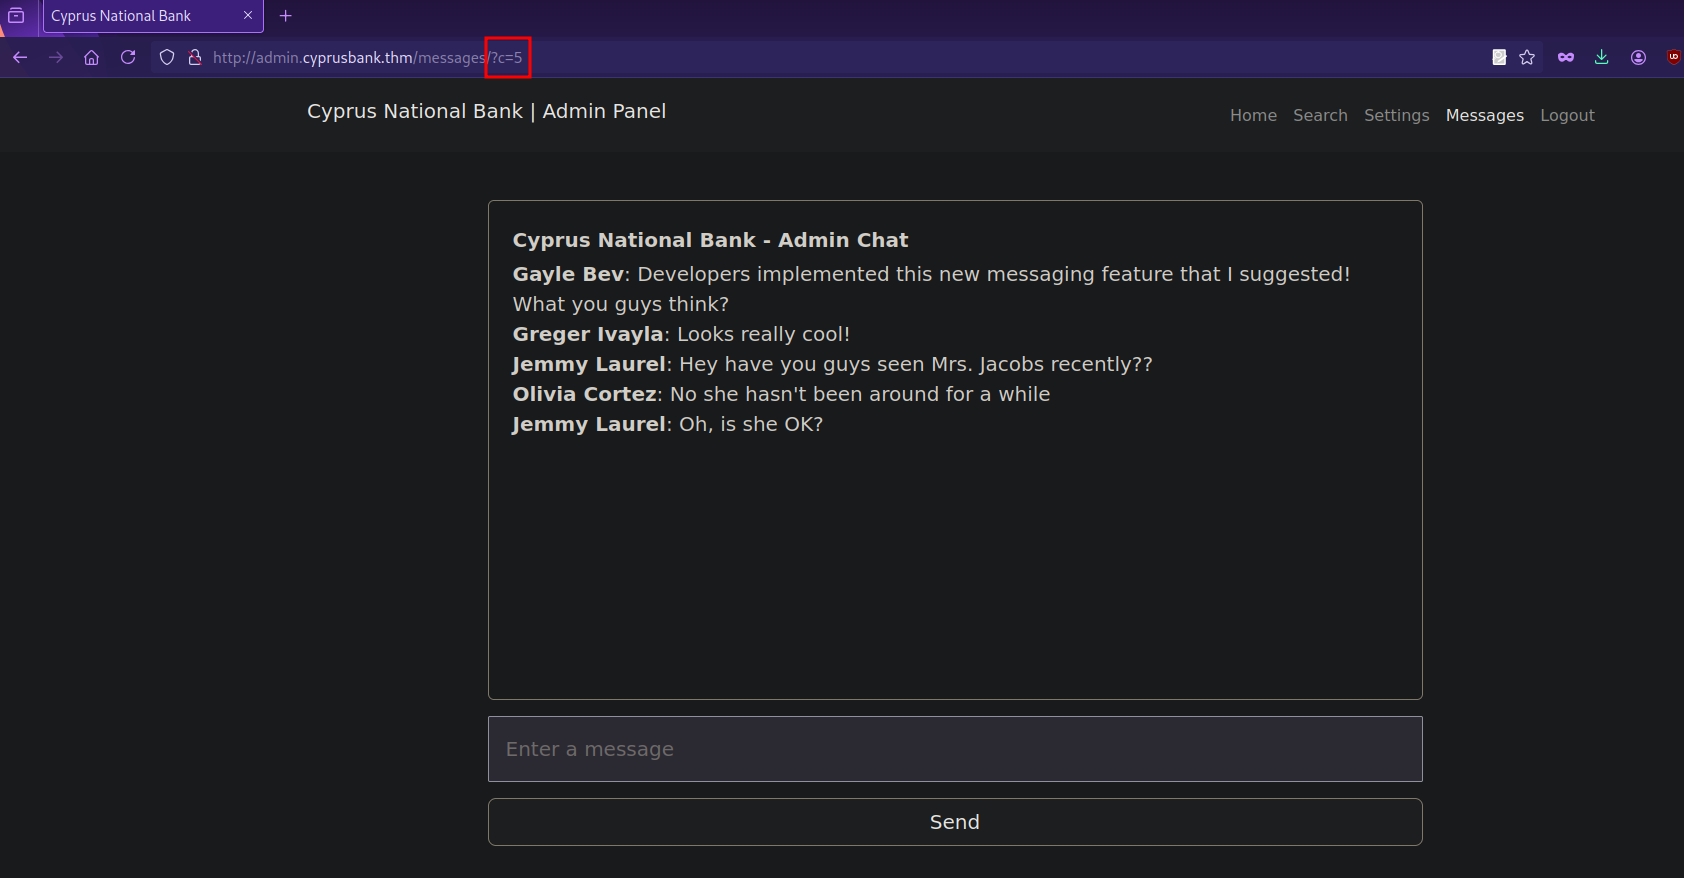 Cyprus National Bank
http://admin.cyprusbank.thm/messages/?c=5
Cyprus National Bank | Admin Panel
Home Search Settings Messages Logout
Cyprus National Bank - Admin Chat
Gayle Bev: Developers implemented this new messaging feature that I suggested!
What you guys think?
Greger Ivayla: Looks really cool!
Jemmy Laurel: Hey have you guys seen Mrs. Jacobs recently??
Olivia Cortez: No she hasn't been around for a while
Jemmy Laurel: Oh, is she OK?
Enter a message
Send